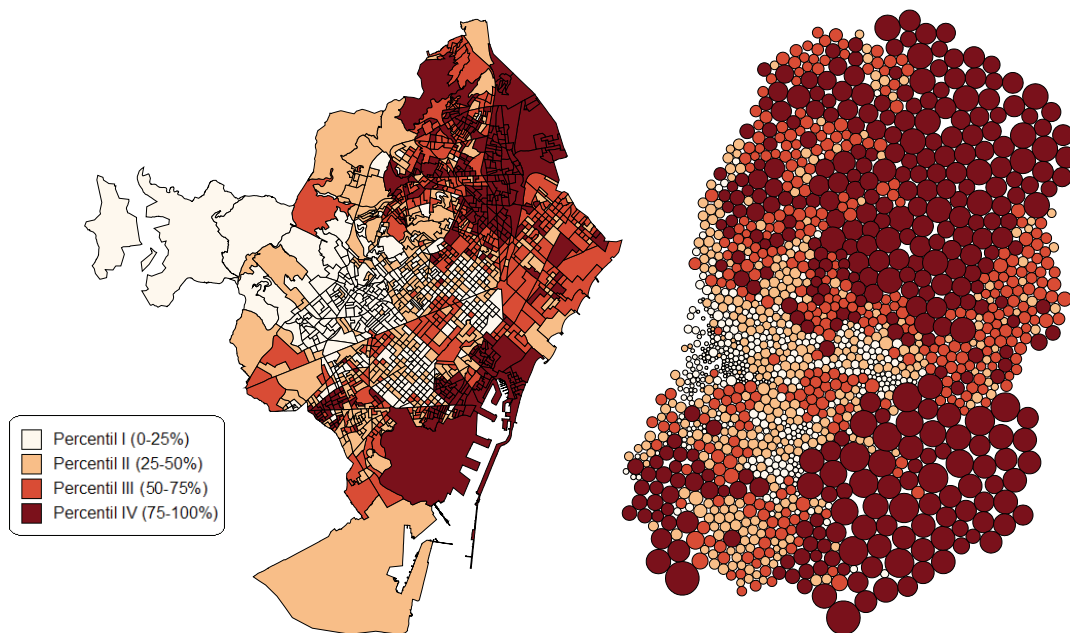 Percentil I (0-25%)
Percentil II (25-50%)
Percentil III (50-75%)
Percentil IV (75-100%)